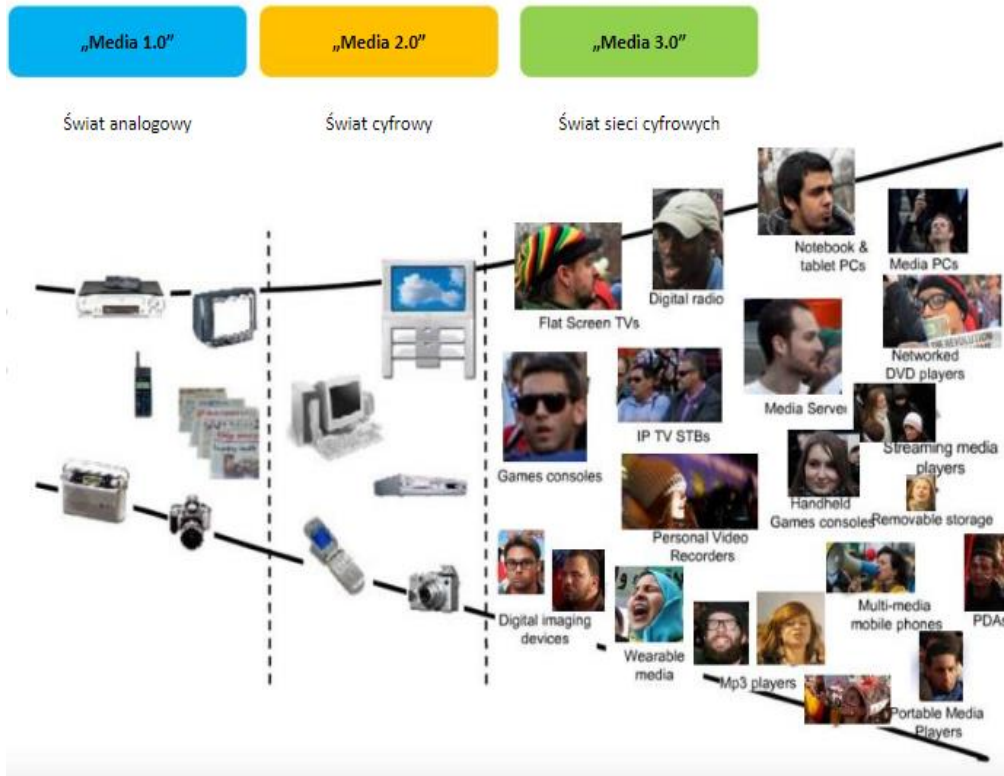 „Media 1.0”
„Media 2.0”
„Media 3.0”
Świat analogowy
Świat cyfrowy
Świat sieci cyfrowych
Notebook &
tablet PCs
Media PCs
Digital radio
Flat Screen TVs
Networked
DVD players
Media Server
IP TV STBs
Streaming media
players
Games consoles
Handheld
Games consoles
Removable storage
Personal Video
Recorders
Digital imaging
devices
Multi-media
mobile phones
PDAs
Wearable
media
Mp3 players
Portable Media
Players